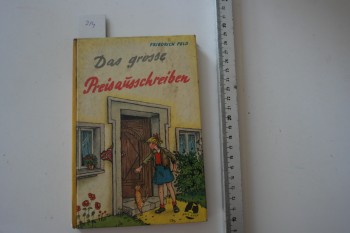 FRIEDRICH FELD
Das grosse
Preisausschreiben